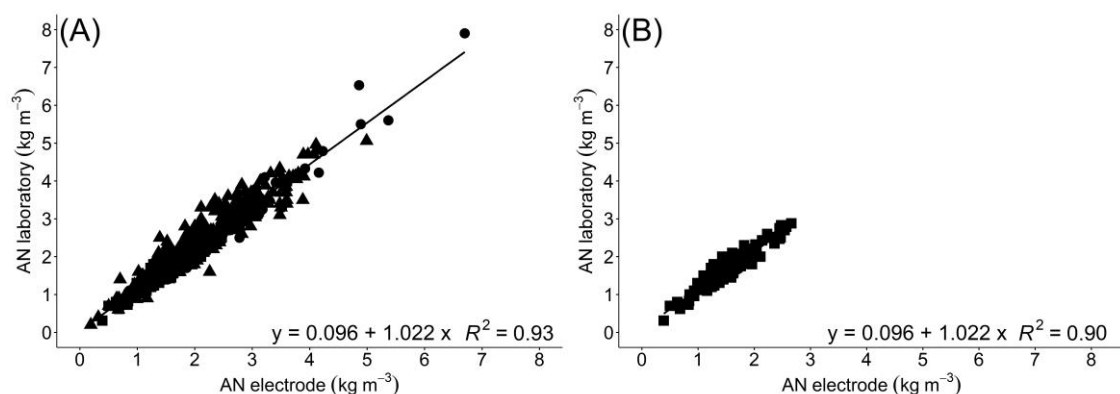 (A)
AN laboratory (kg m⁻³)
8
7
6
5
4
3
2
1
0
y = 0.096 + 1.022 x R² = 0.93
0 1 2 3 4 5 6 7 8
AN electrode (kg m⁻³)
(B)
AN laboratory (kg m⁻³)
8
7
6
5
4
3
2
1
0
y = 0.096 + 1.022 x R² = 0.90
0 1 2 3 4 5 6 7 8
AN electrode (kg m⁻³)